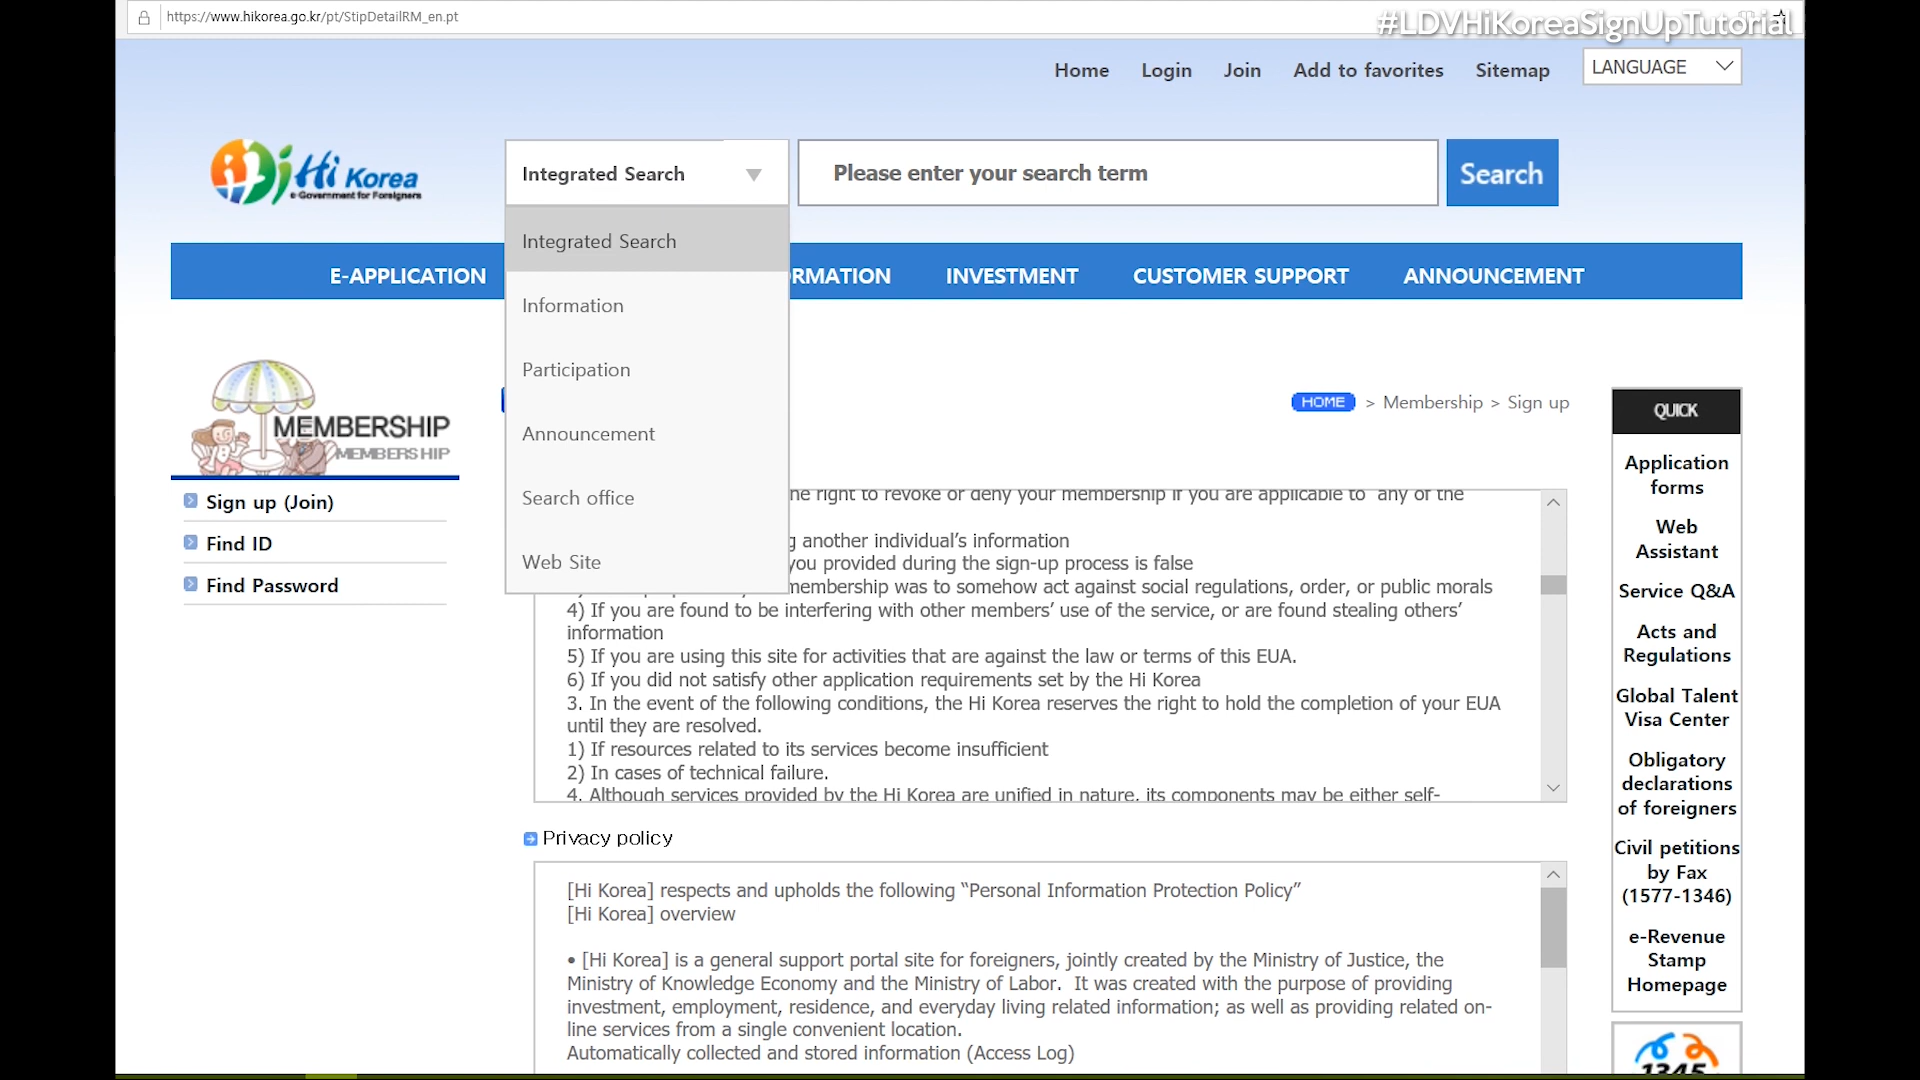 https://www.hikorea.go.kr/pt/StipDetailRM_en.pt
#LDVHiKoreaSignUpTutorial
Home Login Join Add to favorites Sitemap LANGUAGE
Hi Korea
e-Government for Foreigners
Integrated Search
Please enter your search term
Search
Integrated Search
Information
Participation
Announcement
Search office
Web Site
E-APPLICATION RMATION INVESTMENT CUSTOMER SUPPORT ANNOUNCEMENT
MEMBERSHIP
MEMBERSHIP
Sign up (Join)
Find ID
Find Password
HOME > Membership > Sign up
he right to revoke or deny your membership if you are applicable to any of the
g another individual’s information
you provided during the sign-up process is false
membership was to somehow act against social regulations, order, or public morals
4) If you are found to be interfering with other members’ use of the service, or are found stealing others’
information
5) If you are using this site for activities that are against the law or terms of this EUA.
6) If you did not satisfy other application requirements set by the Hi Korea
3. In the event of the following conditions, the Hi Korea reserves the right to hold the completion of your EUA
until they are resolved.
1) If resources related to its services become insufficient
2) In cases of technical failure.
4. Although services provided by the Hi Korea are unified in nature, its components may be either self-
Privacy policy
[Hi Korea] respects and upholds the following “Personal Information Protection Policy”
[Hi Korea] overview
• [Hi Korea] is a general support portal site for foreigners, jointly created by the Ministry of Justice, the
Ministry of Knowledge Economy and the Ministry of Labor. It was created with the purpose of providing
investment, employment, residence, and everyday living related information; as well as providing related on-
line services from a single convenient location.
Automatically collected and stored information (Access Log)
QUICK
Application
forms
Web
Assistant
Service Q&A
Acts and
Regulations
Global Talent
Visa Center
Obligatory
declarations
of foreigners
Civil petitions
by Fax
(1577-1346)
e-Revenue
Stamp
Homepage
1345